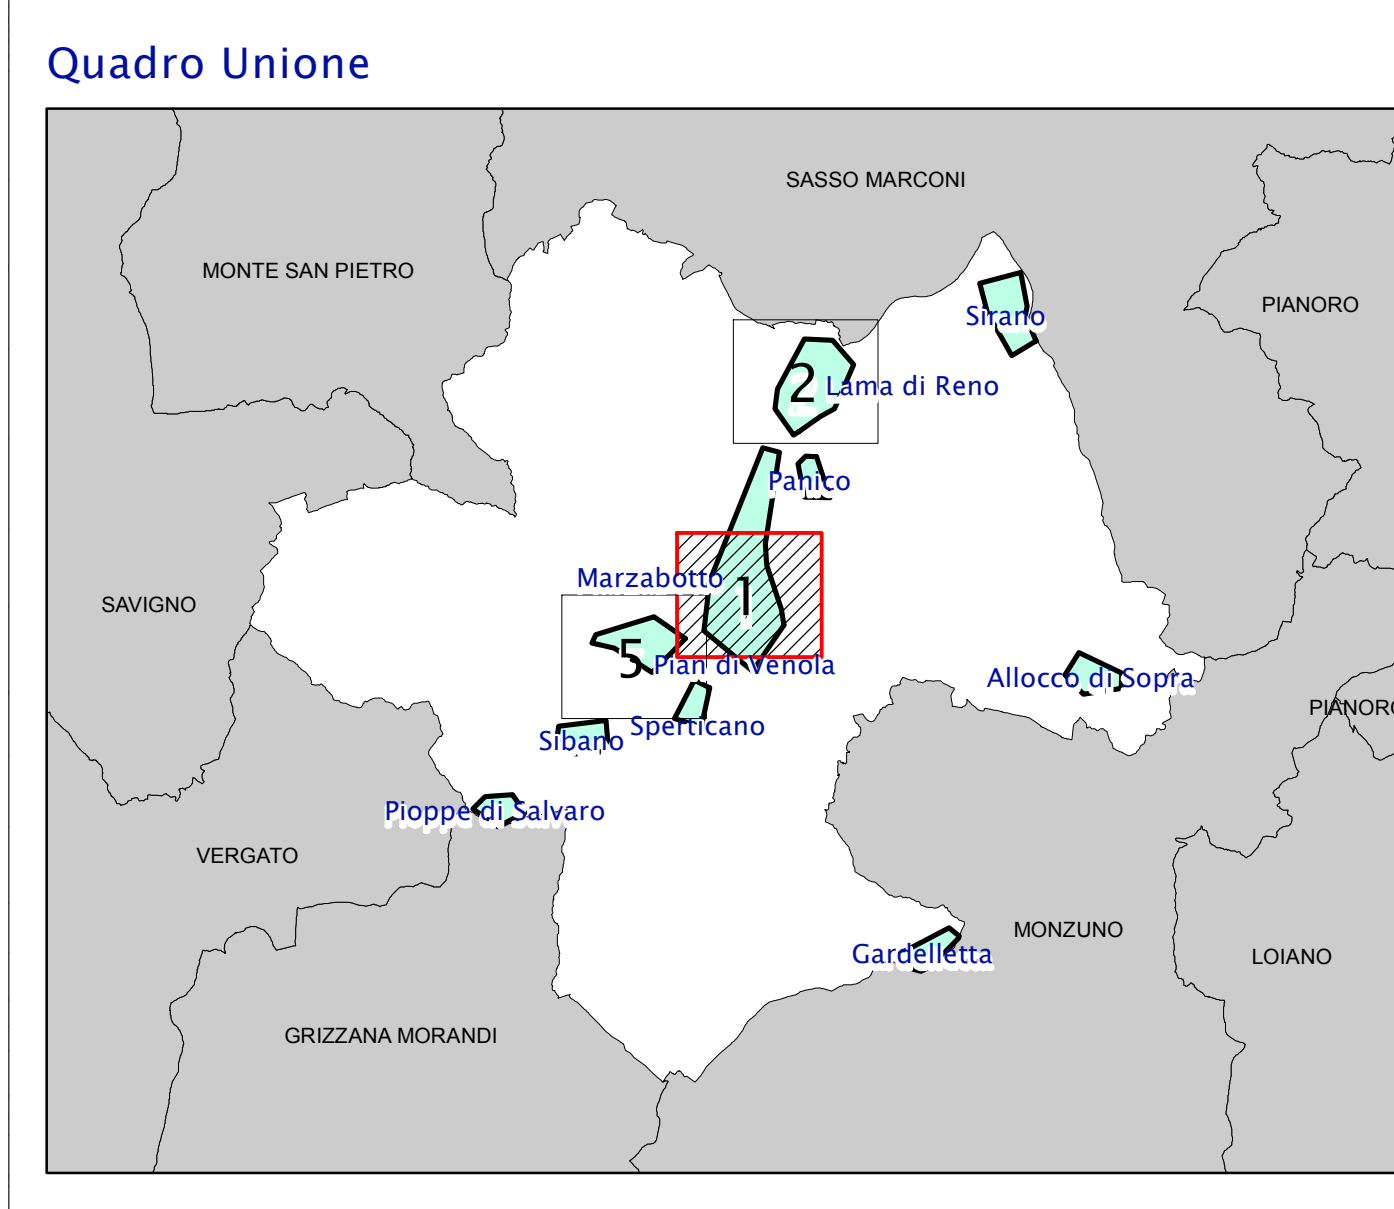 Quadro Unione
SASSO MARCONI
MONTE SAN PIETRO
PIANORO
Sirano
2
Lama di Reno
Panico
Marzabotto
1
SAVIGNO
5
Pian di Venola
Allocco di Sopra
PIANORO
Sperticano
Sibano
Pioppe di Salvaro
VERGATO
MONZUNO
Gardelletta
LOIANO
GRIZZANA MORANDI